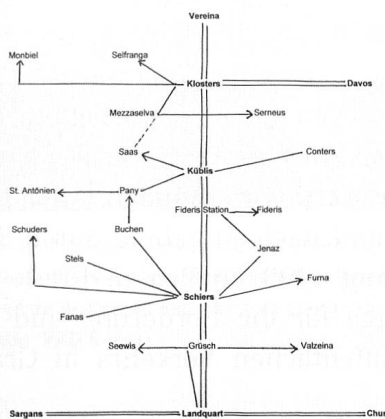 Vereina
Monbiel
Selfranga
Klosters
Davos
Mezzaselva
Serneus
Saas
Conters
Küblis
St. Antönien
Pany
Fideris Station
Fideris
Schuders
Buchen
Stels
Jenaz
Furna
Schiers
Fanas
Seewis
Grüsch
Valzeina
Sargans
Landquart
Chur